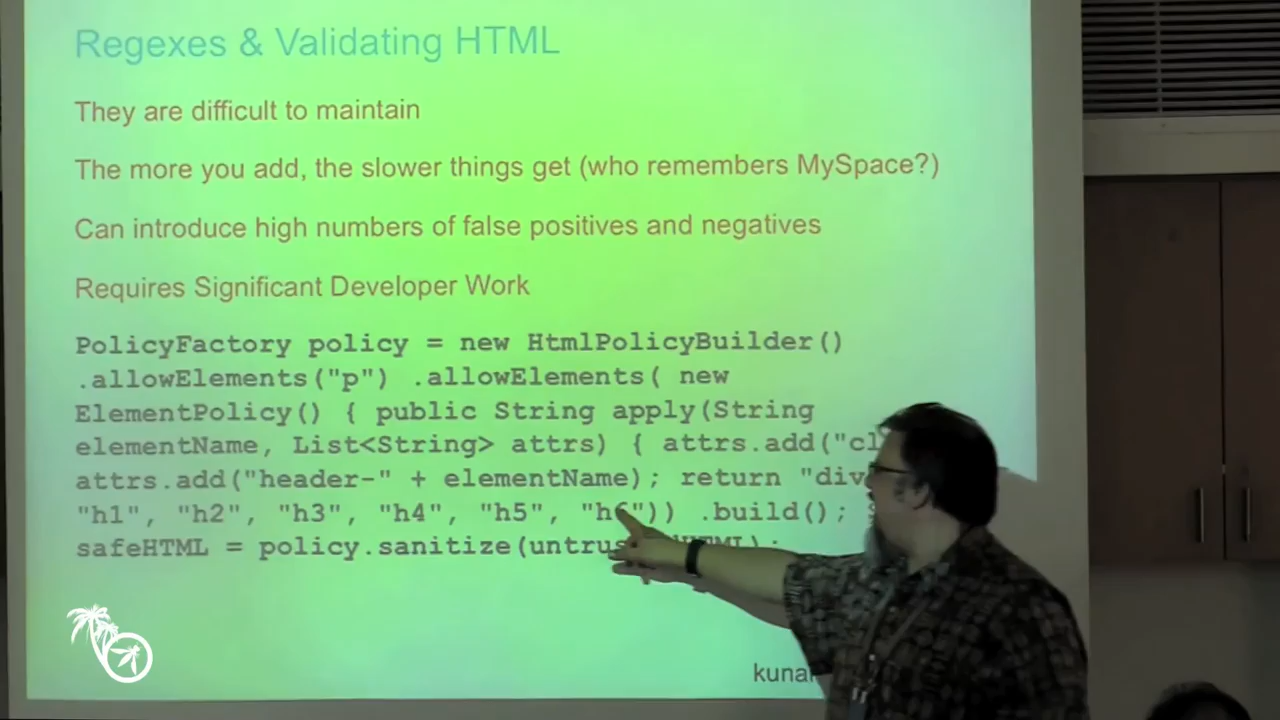 Regexes & Validating HTML
They are difficult to maintain
The more you add, the slower things get (who remembers MySpace?)
Can introduce high numbers of false positives and negatives
Requires Significant Developer Work
PolicyFactory policy = new HtmlPolicyBuilder()
.allowElements("p") .allowElements( new
ElementPolicy() { public String apply(String
elementName, List<String> attrs) { attrs.add("cl
attrs.add("header-" + elementName); return "div
"h1", "h2", "h3", "h4", "h5", "h6")) .build();
safeHTML = policy.sanitize(